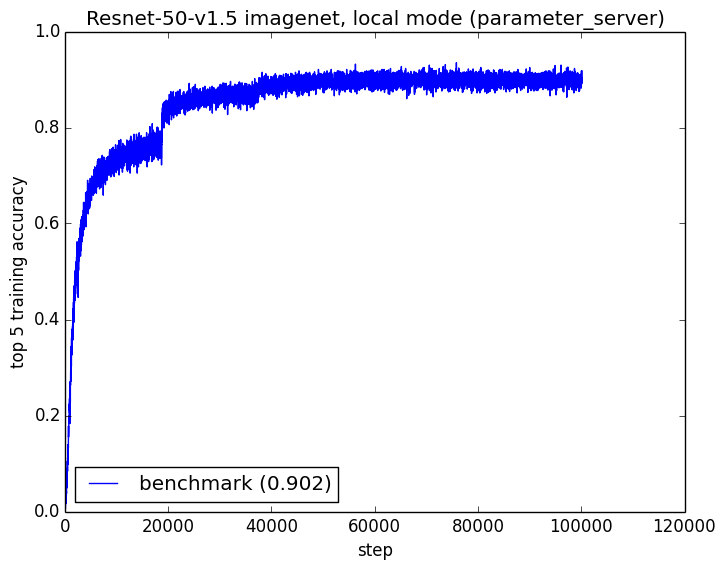 Resnet-50-v1.5 imagenet, local mode (parameter_server)
1.0
0.8
0.6
0.4
0.2
0.0
top 5 training accuracy
benchmark (0.902)
0 20000 40000 60000 80000 100000 120000
step